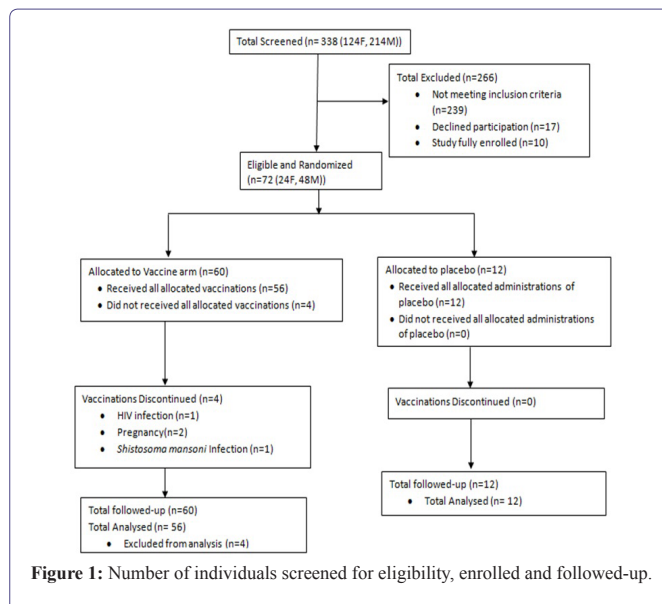 Total Screened (n= 338 (124F, 214M))
Total Excluded (n=266)
• Not meeting inclusion criteria
(n=239)
• Declined participation (n=17)
• Study fully enrolled (n=10)
Eligible and Randomized
(n=72 (24F, 48M))
Allocated to Vaccine arm (n=60)
• Received all allocated vaccinations (n=56)
• Did not received all allocated vaccinations (n=4)
Allocated to placebo (n=12)
• Received all allocated administrations of
placebo (n=12)
• Did not received all allocated administrations
of placebo (n=0)
Vaccinations Discontinued (n=4)
• HIV infection (n=1)
• Pregnancy(n=2)
• Shistosoma mansoni Infection (n=1)
Vaccinations Discontinued (n=0)
Total followed-up (n=60)
Total Analysed (n= 56)
• Excluded from analysis (n=4)
Total followed-up (n=12)
• Total Analysed (n= 12)
Figure 1: Number of individuals screened for eligibility, enrolled and followed-up.